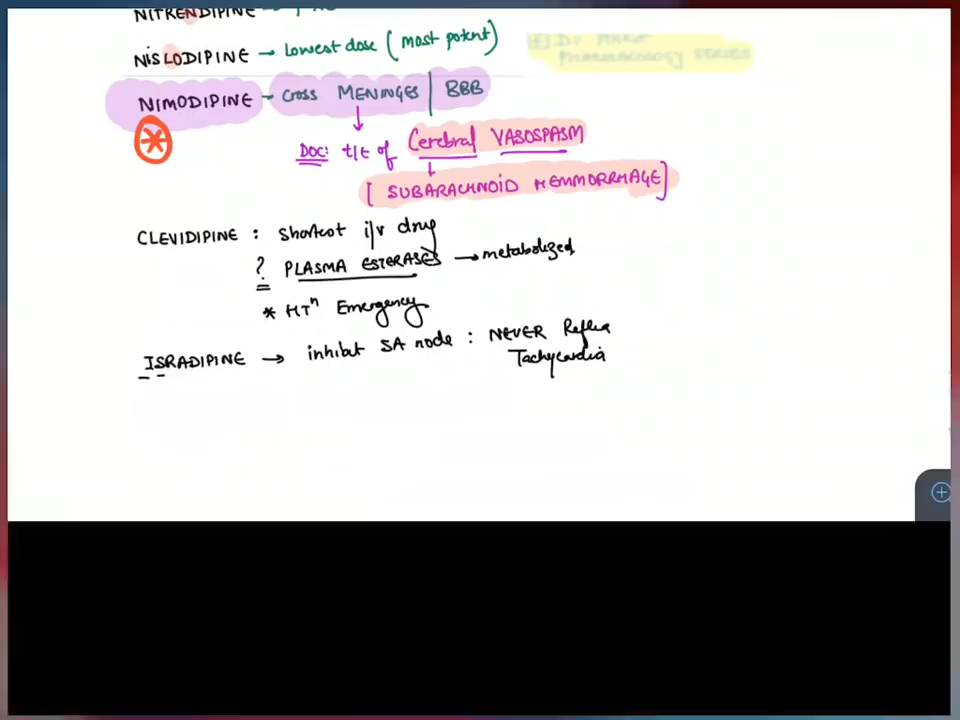 NITRENDIPINE →
NISLODIPINE → Lowest dose (most potent)
NIMODIPINE - Cross MENINGES | BBB
↓
DOC: t/t of Cerebral VASOSPASM
↓
[SUBARACHNOID HEMMORRHAGE]
CLEVIDIPINE : shortest i/v drug
? PLASMA ESTERASES → metabolized
* HTⁿ Emergency
ISRADIPINE → inhibit SA node : NEVER Reflex
Tachycardia